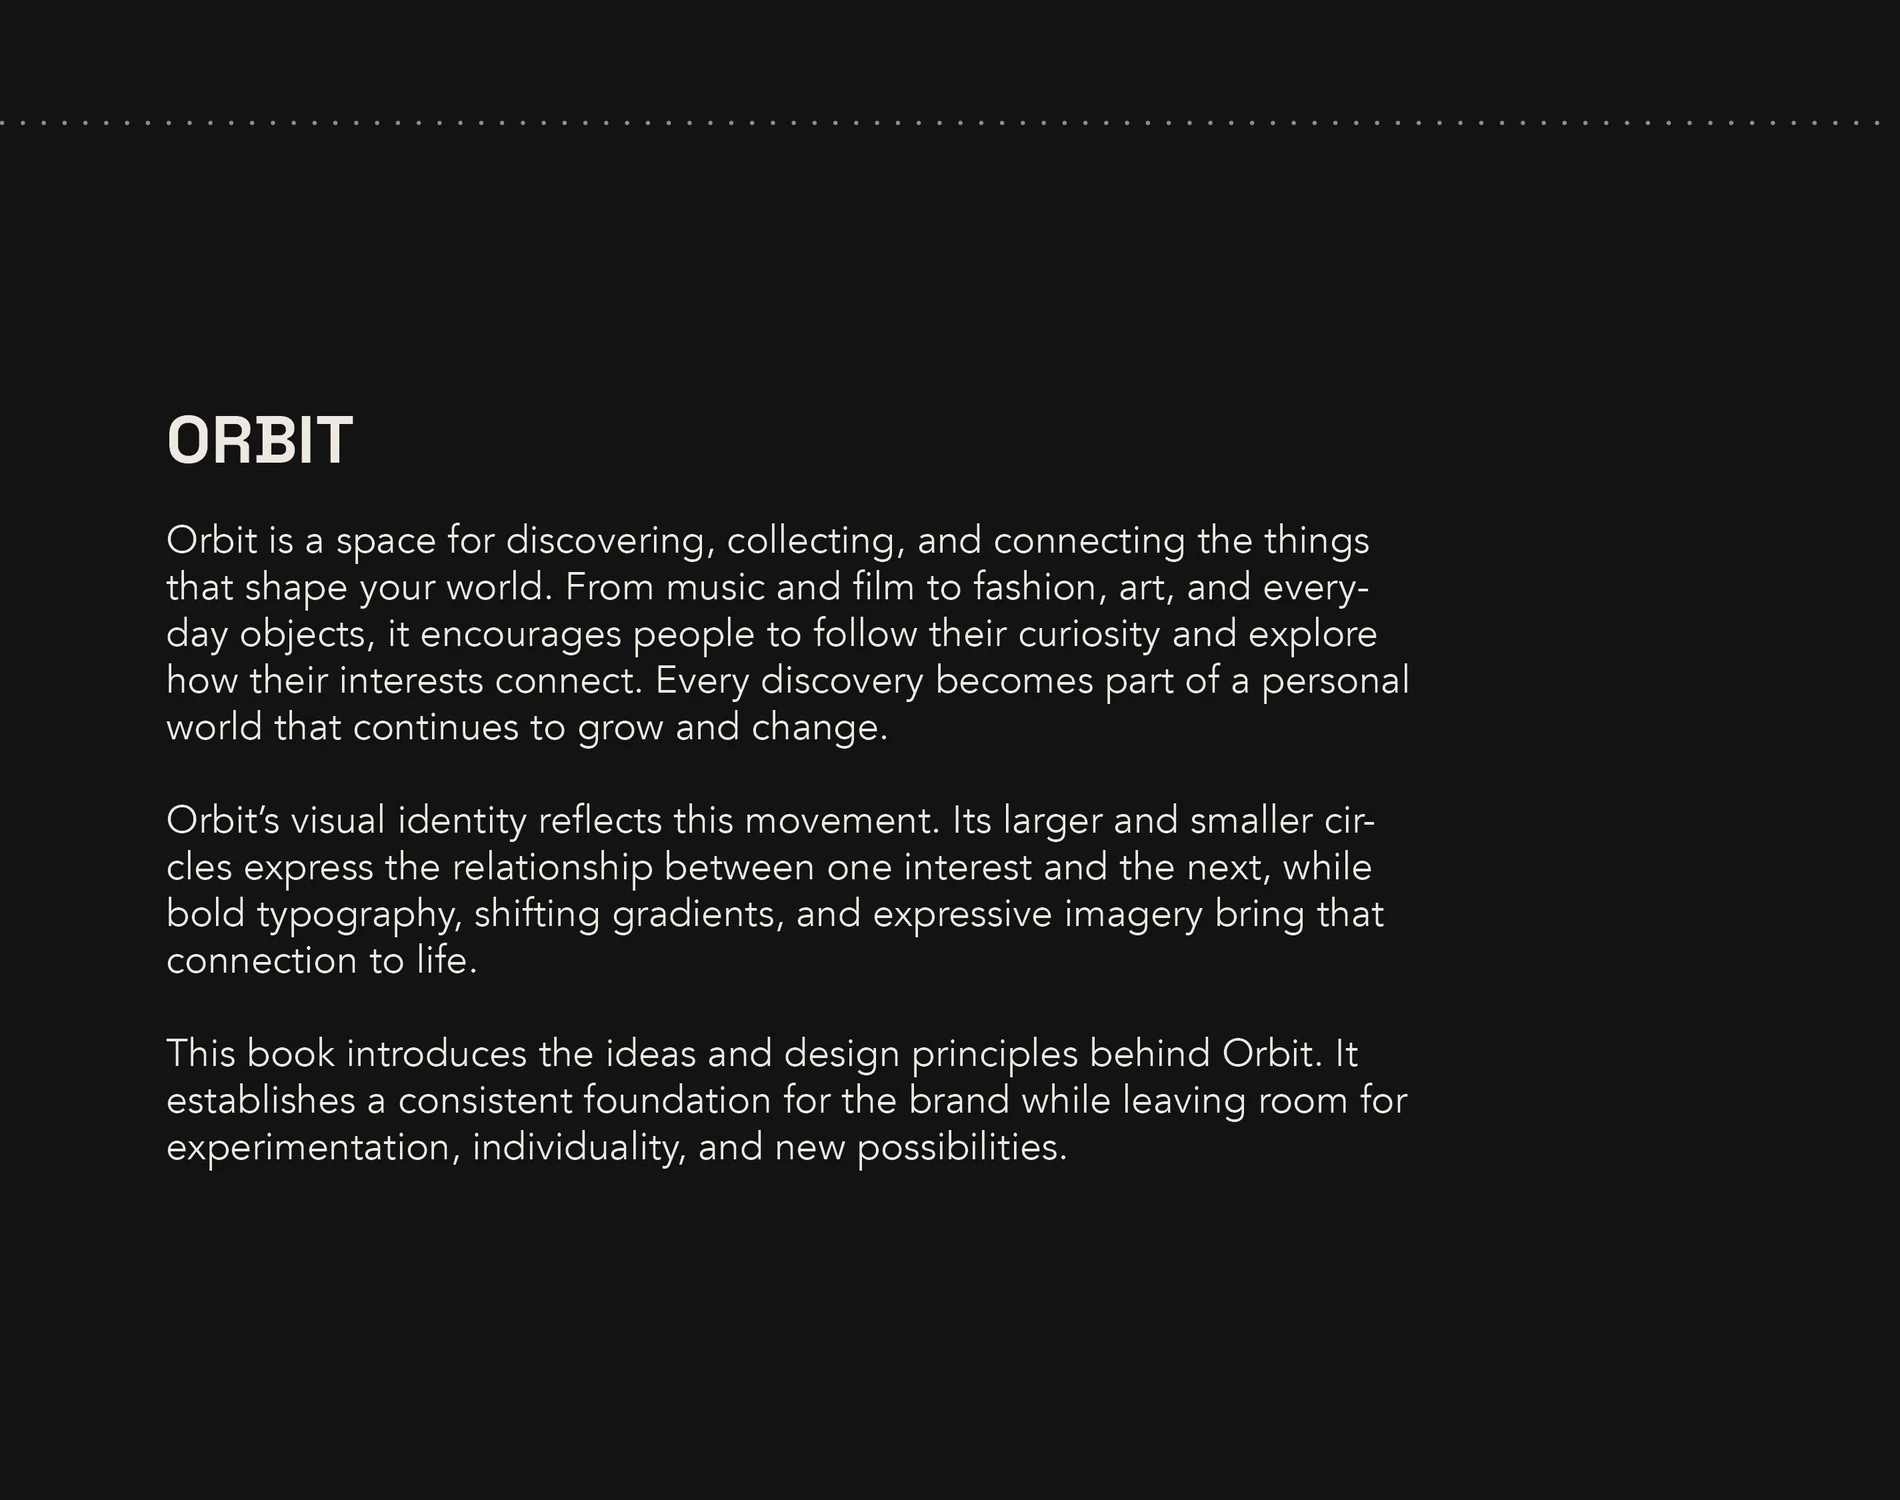 ORBIT
Orbit is a space for discovering, collecting, and connecting the things
that shape your world. From music and film to fashion, art, and every-
day objects, it encourages people to follow their curiosity and explore
how their interests connect. Every discovery becomes part of a personal
world that continues to grow and change.
Orbit’s visual identity reflects this movement. Its larger and smaller cir-
cles express the relationship between one interest and the next, while
bold typography, shifting gradients, and expressive imagery bring that
connection to life.
This book introduces the ideas and design principles behind Orbit. It
establishes a consistent foundation for the brand while leaving room for
experimentation, individuality, and new possibilities.